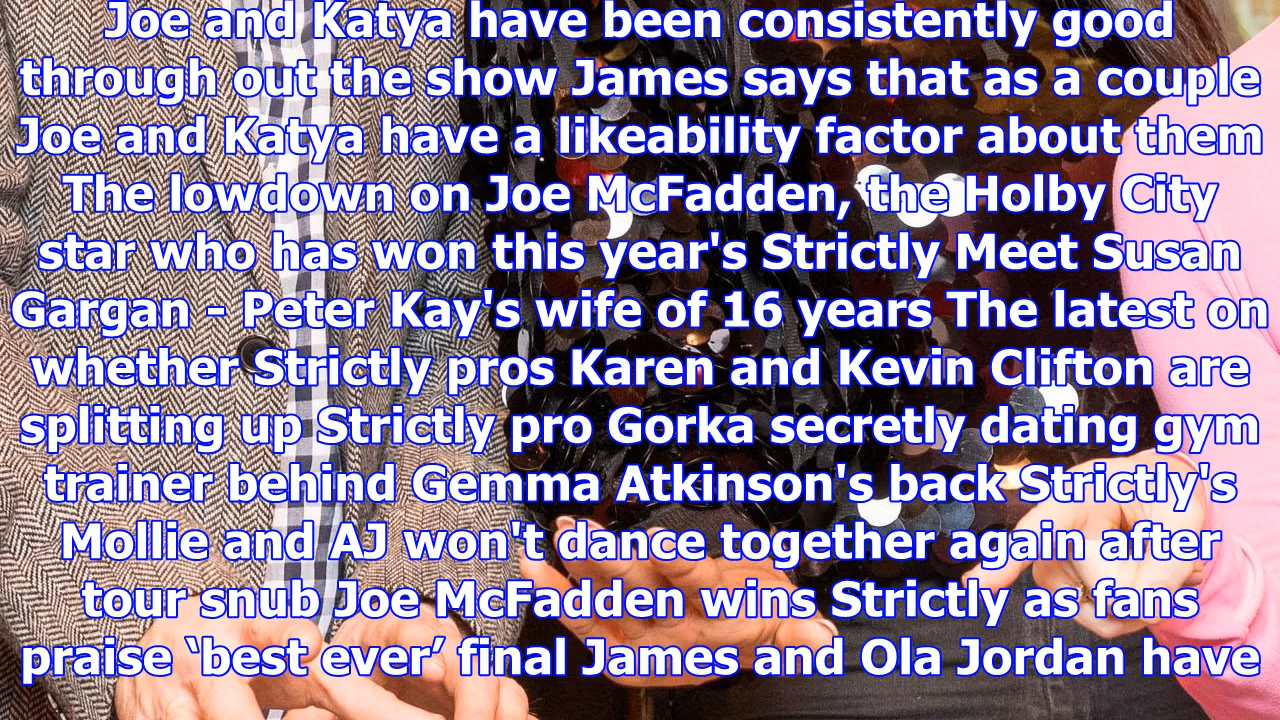 Joe and Katya have been consistently good
through out the show James says that as a couple
Joe and Katya have a likeability factor about them
The lowdown on Joe McFadden, the Holby City
star who has won this year's Strictly Meet Susan
Gargan - Peter Kay's wife of 16 years The latest on
whether Strictly pros Karen and Kevin Clifton are
splitting up Strictly pro Gorka secretly dating gym
trainer behind Gemma Atkinson's back Strictly's
Mollie and AJ won't dance together again after
tour snub Joe McFadden wins Strictly as fans
praise ‘best ever’ final James and Ola Jordan have